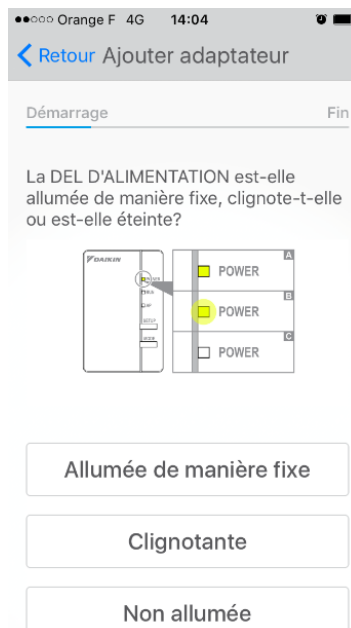 Orange F 4G 14:04
Retour Ajouter adaptateur
Démarrage Fin
La DEL D'ALIMENTATION est-elle
allumée de manière fixe, clignote-t-elle
ou est-elle éteinte?
DAIKIN
A
POWER
B
POWER
C
POWER
Allumée de manière fixe
Clignotante
Non allumée